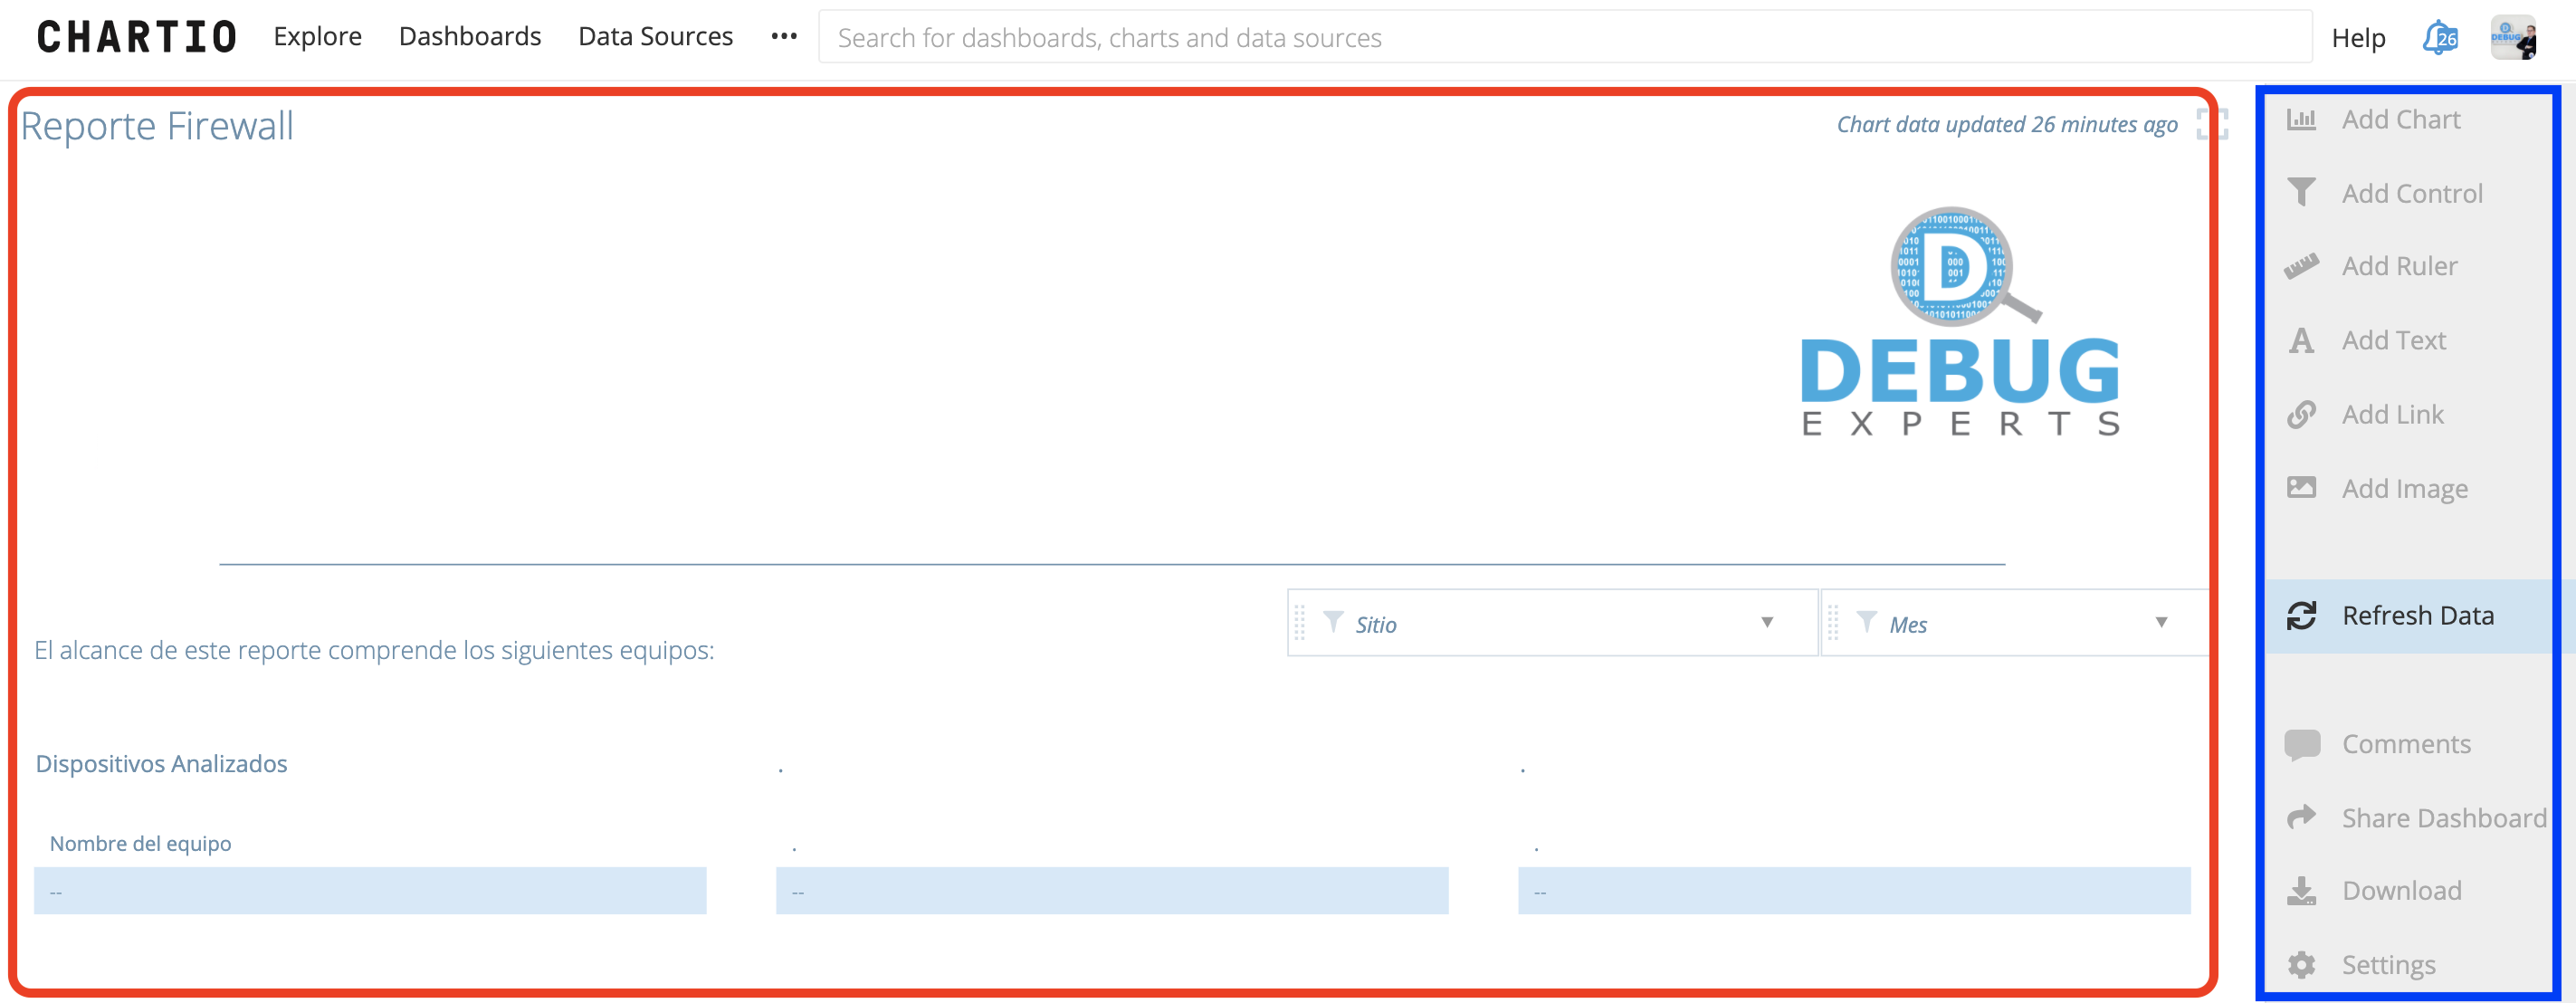 CHARTIO Explore Dashboards Data Sources ••• Search for dashboards, charts and data sources Help 26
Reporte Firewall
Chart data updated 26 minutes ago
D
DEBUG
EXPERTS
Sitio
Mes
El alcance de este reporte comprende los siguientes equipos:
Dispositivos Analizados . .
Nombre del equipo . .
-- -- --
Add Chart
Add Control
Add Ruler
Add Text
Add Link
Add Image
Refresh Data
Comments
Share Dashboard
Download
Settings